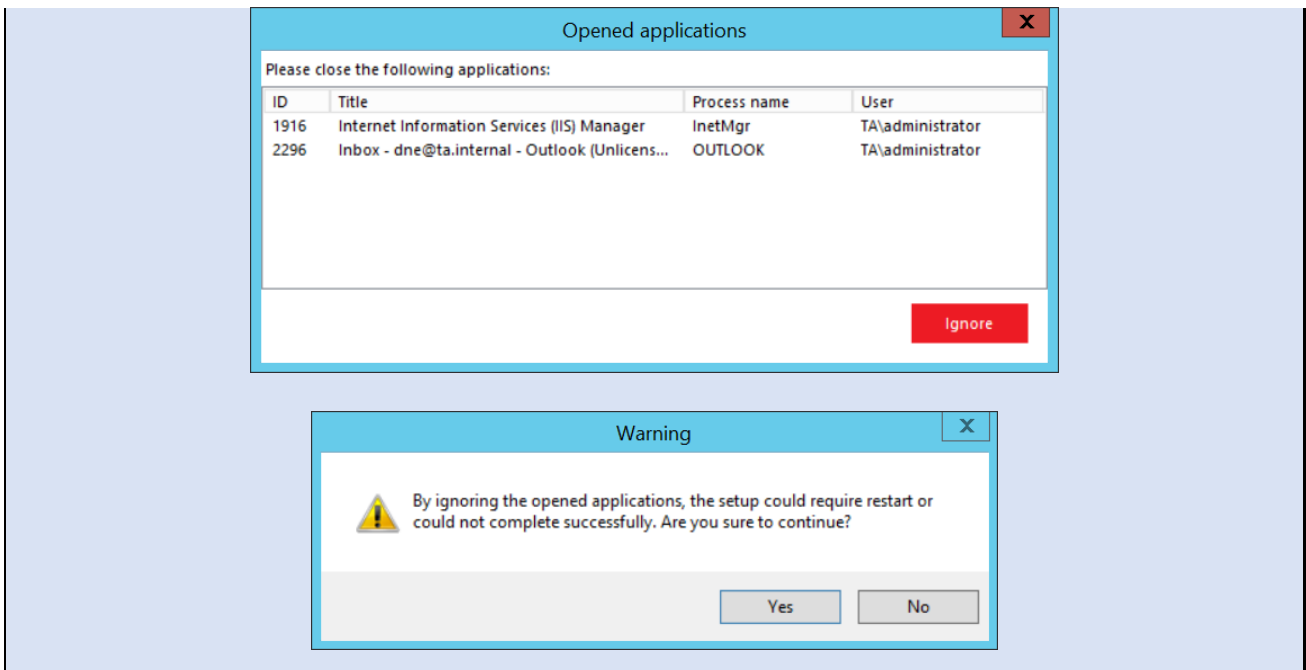 Opened applications
X
Please close the following applications:
ID Title Process name User
1916 Internet Information Services (IIS) Manager InetMgr TA\administrator
2296 Inbox - dne@ta.internal - Outlook (Unlicens... OUTLOOK TA\administrator
Ignore
Warning
X
By ignoring the opened applications, the setup could require restart or
could not complete successfully. Are you sure to continue?
Yes No